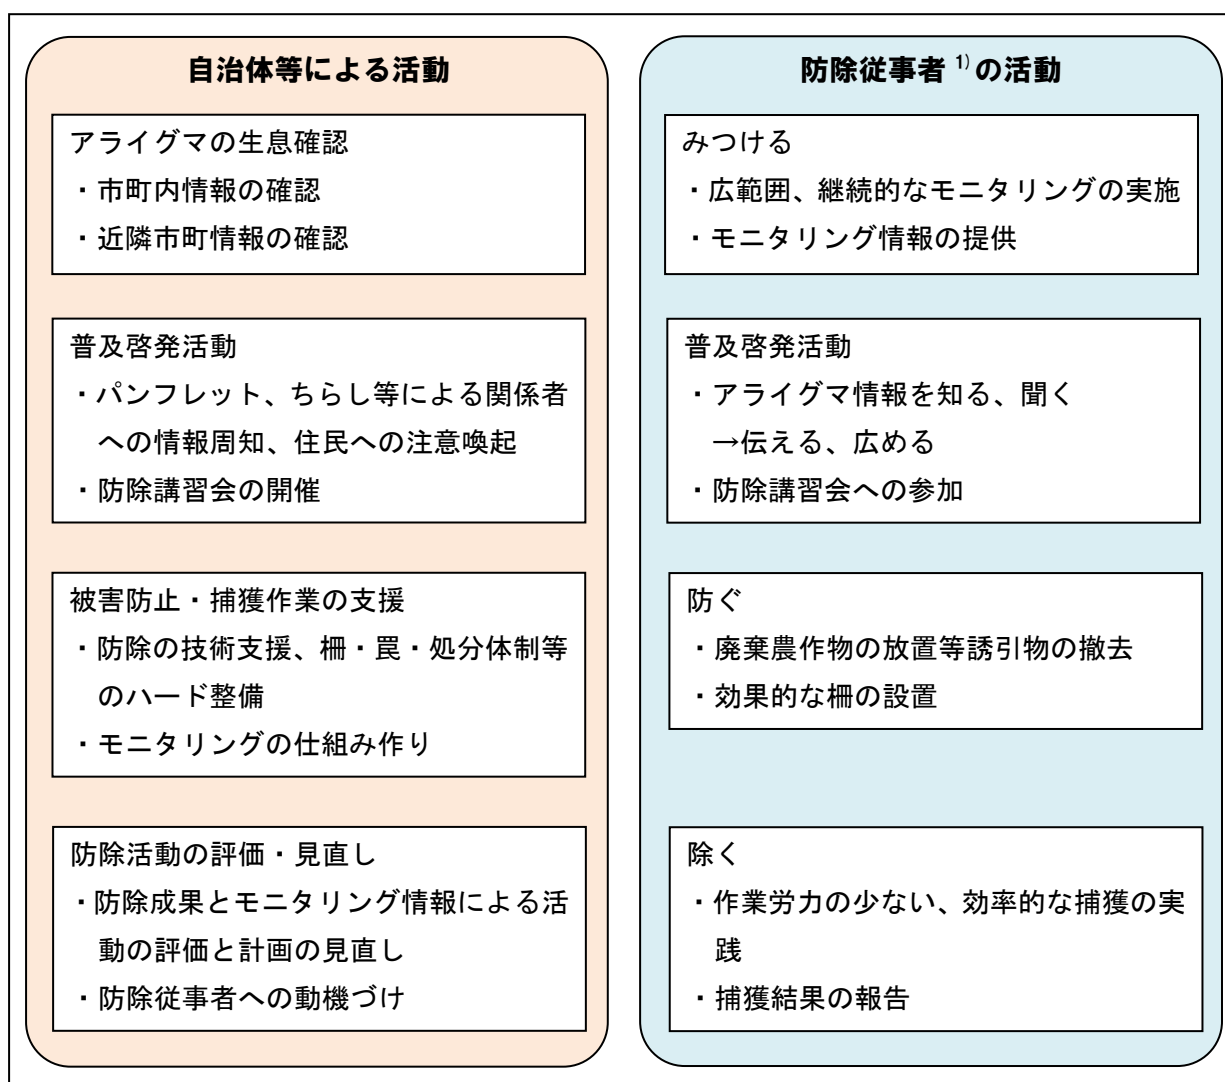 自治体等による活動
アライグマの生息確認
・市町内情報の確認
・近隣市町情報の確認
普及啓発活動
・パンフレット、ちらし等による関係者
への情報周知、住民への注意喚起
・防除講習会の開催
被害防止・捕獲作業の支援
・防除の技術支援、柵・罠・処分体制等
のハード整備
・モニタリングの仕組み作り
防除活動の評価・見直し
・防除成果とモニタリング情報による活
動の評価と計画の見直し
・防除従事者への動機づけ
防除従事者 1) の活動
みつける
・広範囲、継続的なモニタリングの実施
・モニタリング情報の提供
普及啓発活動
・アライグマ情報を知る、聞く
→伝える、広める
・防除講習会への参加
防ぐ
・廃棄農作物の放置等誘引物の撤去
・効果的な柵の設置
除く
・作業労力の少ない、効率的な捕獲の実
践
・捕獲結果の報告